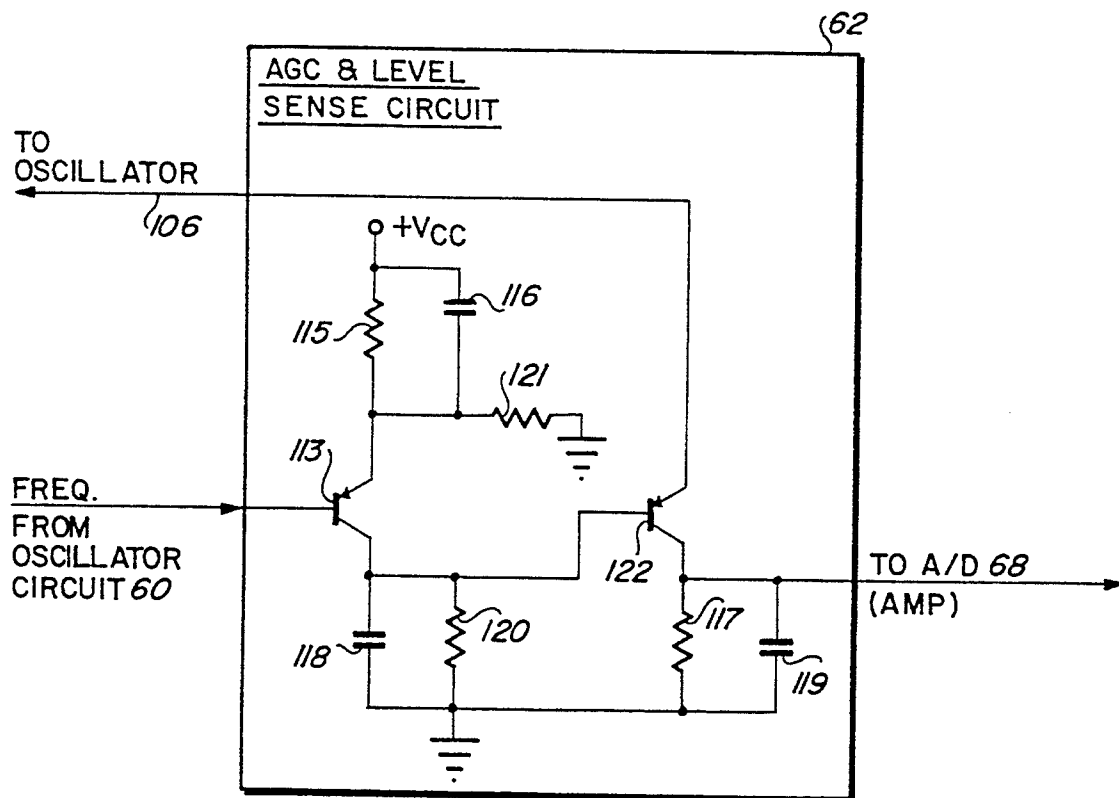 62
AGC & LEVEL
SENSE CIRCUIT
TO
OSCILLATOR
106
+VCC
115
116
121
113
FREQ.
FROM
OSCILLATOR
CIRCUIT 60
122
TO A/D 68
(AMP)
118
120
117
119